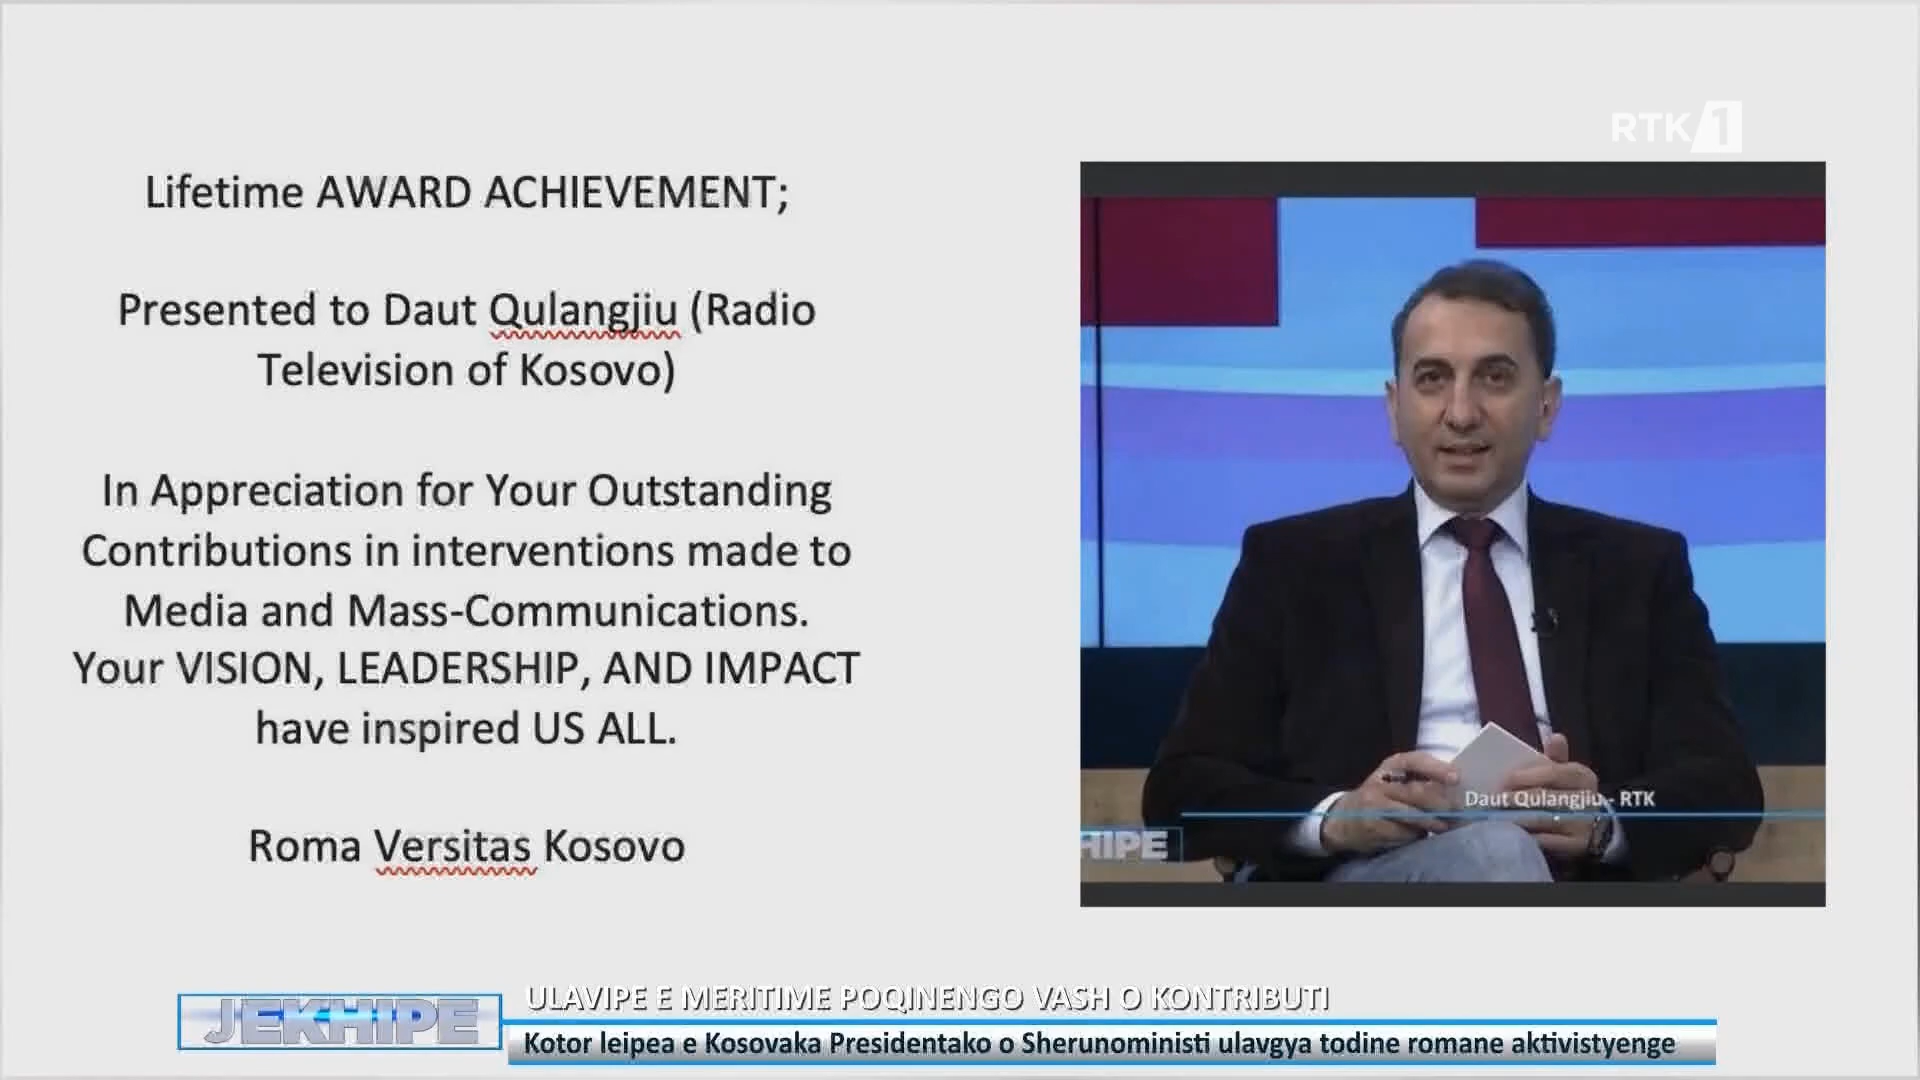 RTK 1
Lifetime AWARD ACHIEVEMENT;
Presented to Daut Qulangjiu (Radio
Television of Kosovo)
In Appreciation for Your Outstanding
Contributions in interventions made to
Media and Mass-Communications.
Your VISION, LEADERSHIP, AND IMPACT
have inspired US ALL.
Roma Versitas Kosovo
Daut Qulangjiu - RTK
HIPE
JEKHIPE
ULAVIPE E MERITIME POQINENGO VASH O KONTRIBUTI
Kotor leipea e Kosovaka Presidentako o Sherunoministi ulavgya todine romane aktivistyenge